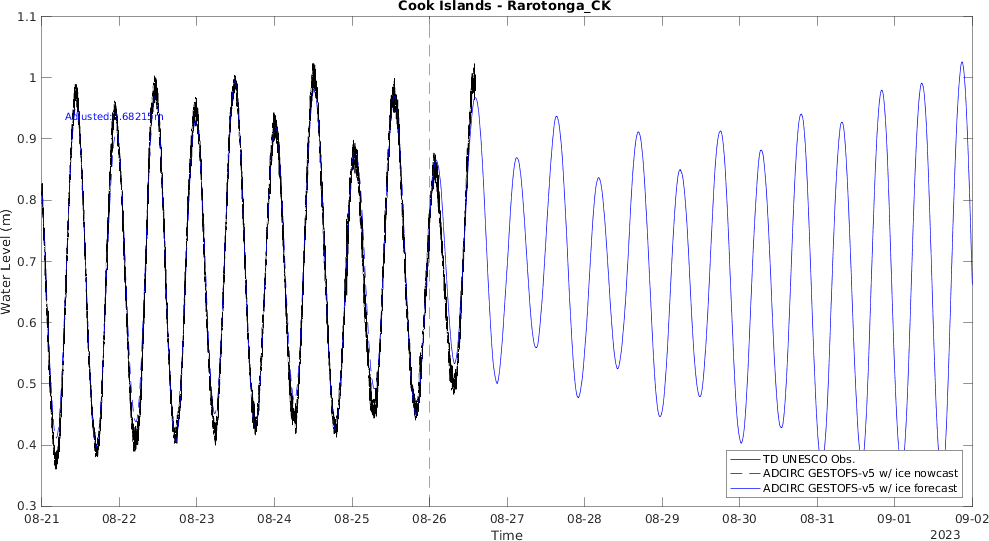 Cook Islands - Rarotonga_CK
1.1
1
0.9
0.8
0.7
0.6
0.5
0.4
0.3
Water Level (m)
Adjusted: .68215m
TD UNESCO Obs.
ADCIRC GESTOFS-v5 w/ ice nowcast
ADCIRC GESTOFS-v5 w/ ice forecast
08-21 08-22 08-23 08-24 08-25 08-26 08-27 08-28 08-29 08-30 08-31 09-01 09-02
Time
2023